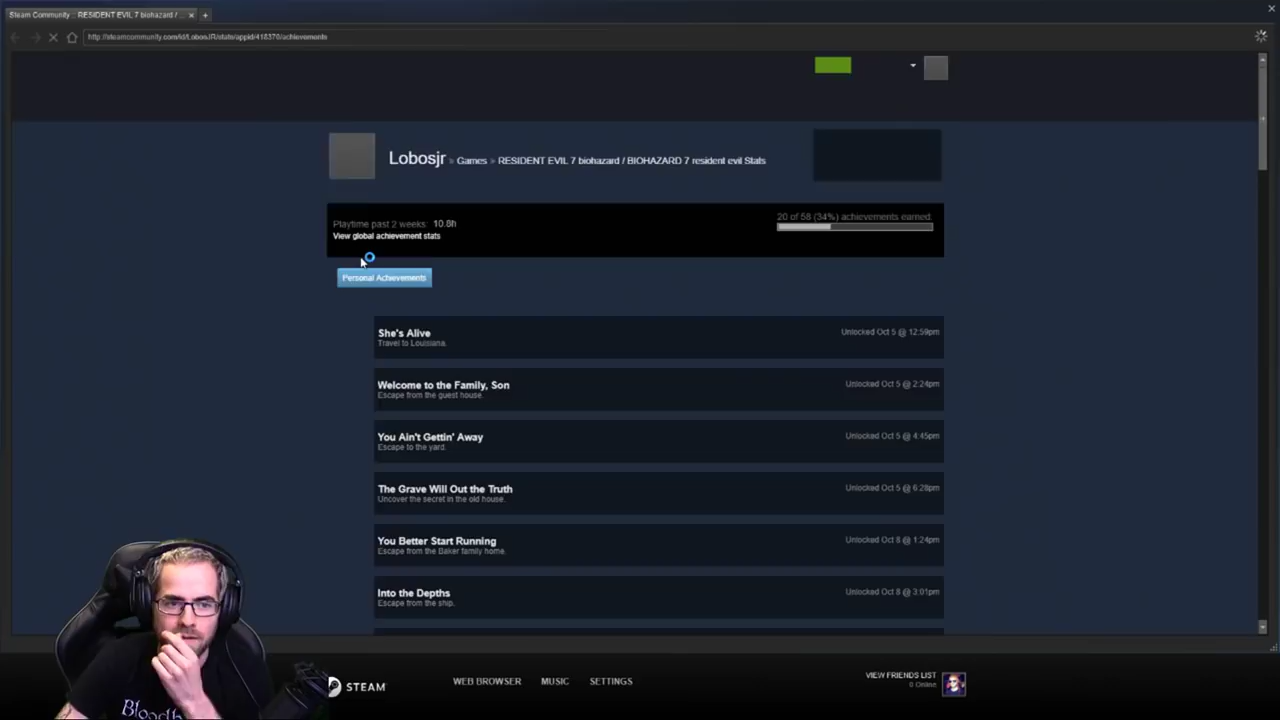 Steam Community :: RESIDENT EVIL 7 biohazard / ...
http://steamcommunity.com/id/LobosJR/stats/appid/418370/achievements
Lobosjr » Games » RESIDENT EVIL 7 biohazard / BIOHAZARD 7 resident evil Stats
Playtime past 2 weeks: 10.8h
20 of 58 (34%) achievements earned:
View global achievement stats
Personal Achievements
She's Alive
Travel to Louisiana.
Unlocked Oct 5 @ 12:59pm
Welcome to the Family, Son
Escape from the guest house.
Unlocked Oct 5 @ 2:24pm
You Ain't Gettin' Away
Escape to the yard.
Unlocked Oct 5 @ 4:45pm
The Grave Will Out the Truth
Uncover the secret in the old house.
Unlocked Oct 5 @ 6:28pm
You Better Start Running
Escape from the Baker family home.
Unlocked Oct 8 @ 1:24pm
Into the Depths
Escape from the ship.
Unlocked Oct 8 @ 3:01pm
STEAM
WEB BROWSER
MUSIC
SETTINGS
VIEW FRIENDS LIST
0 Online